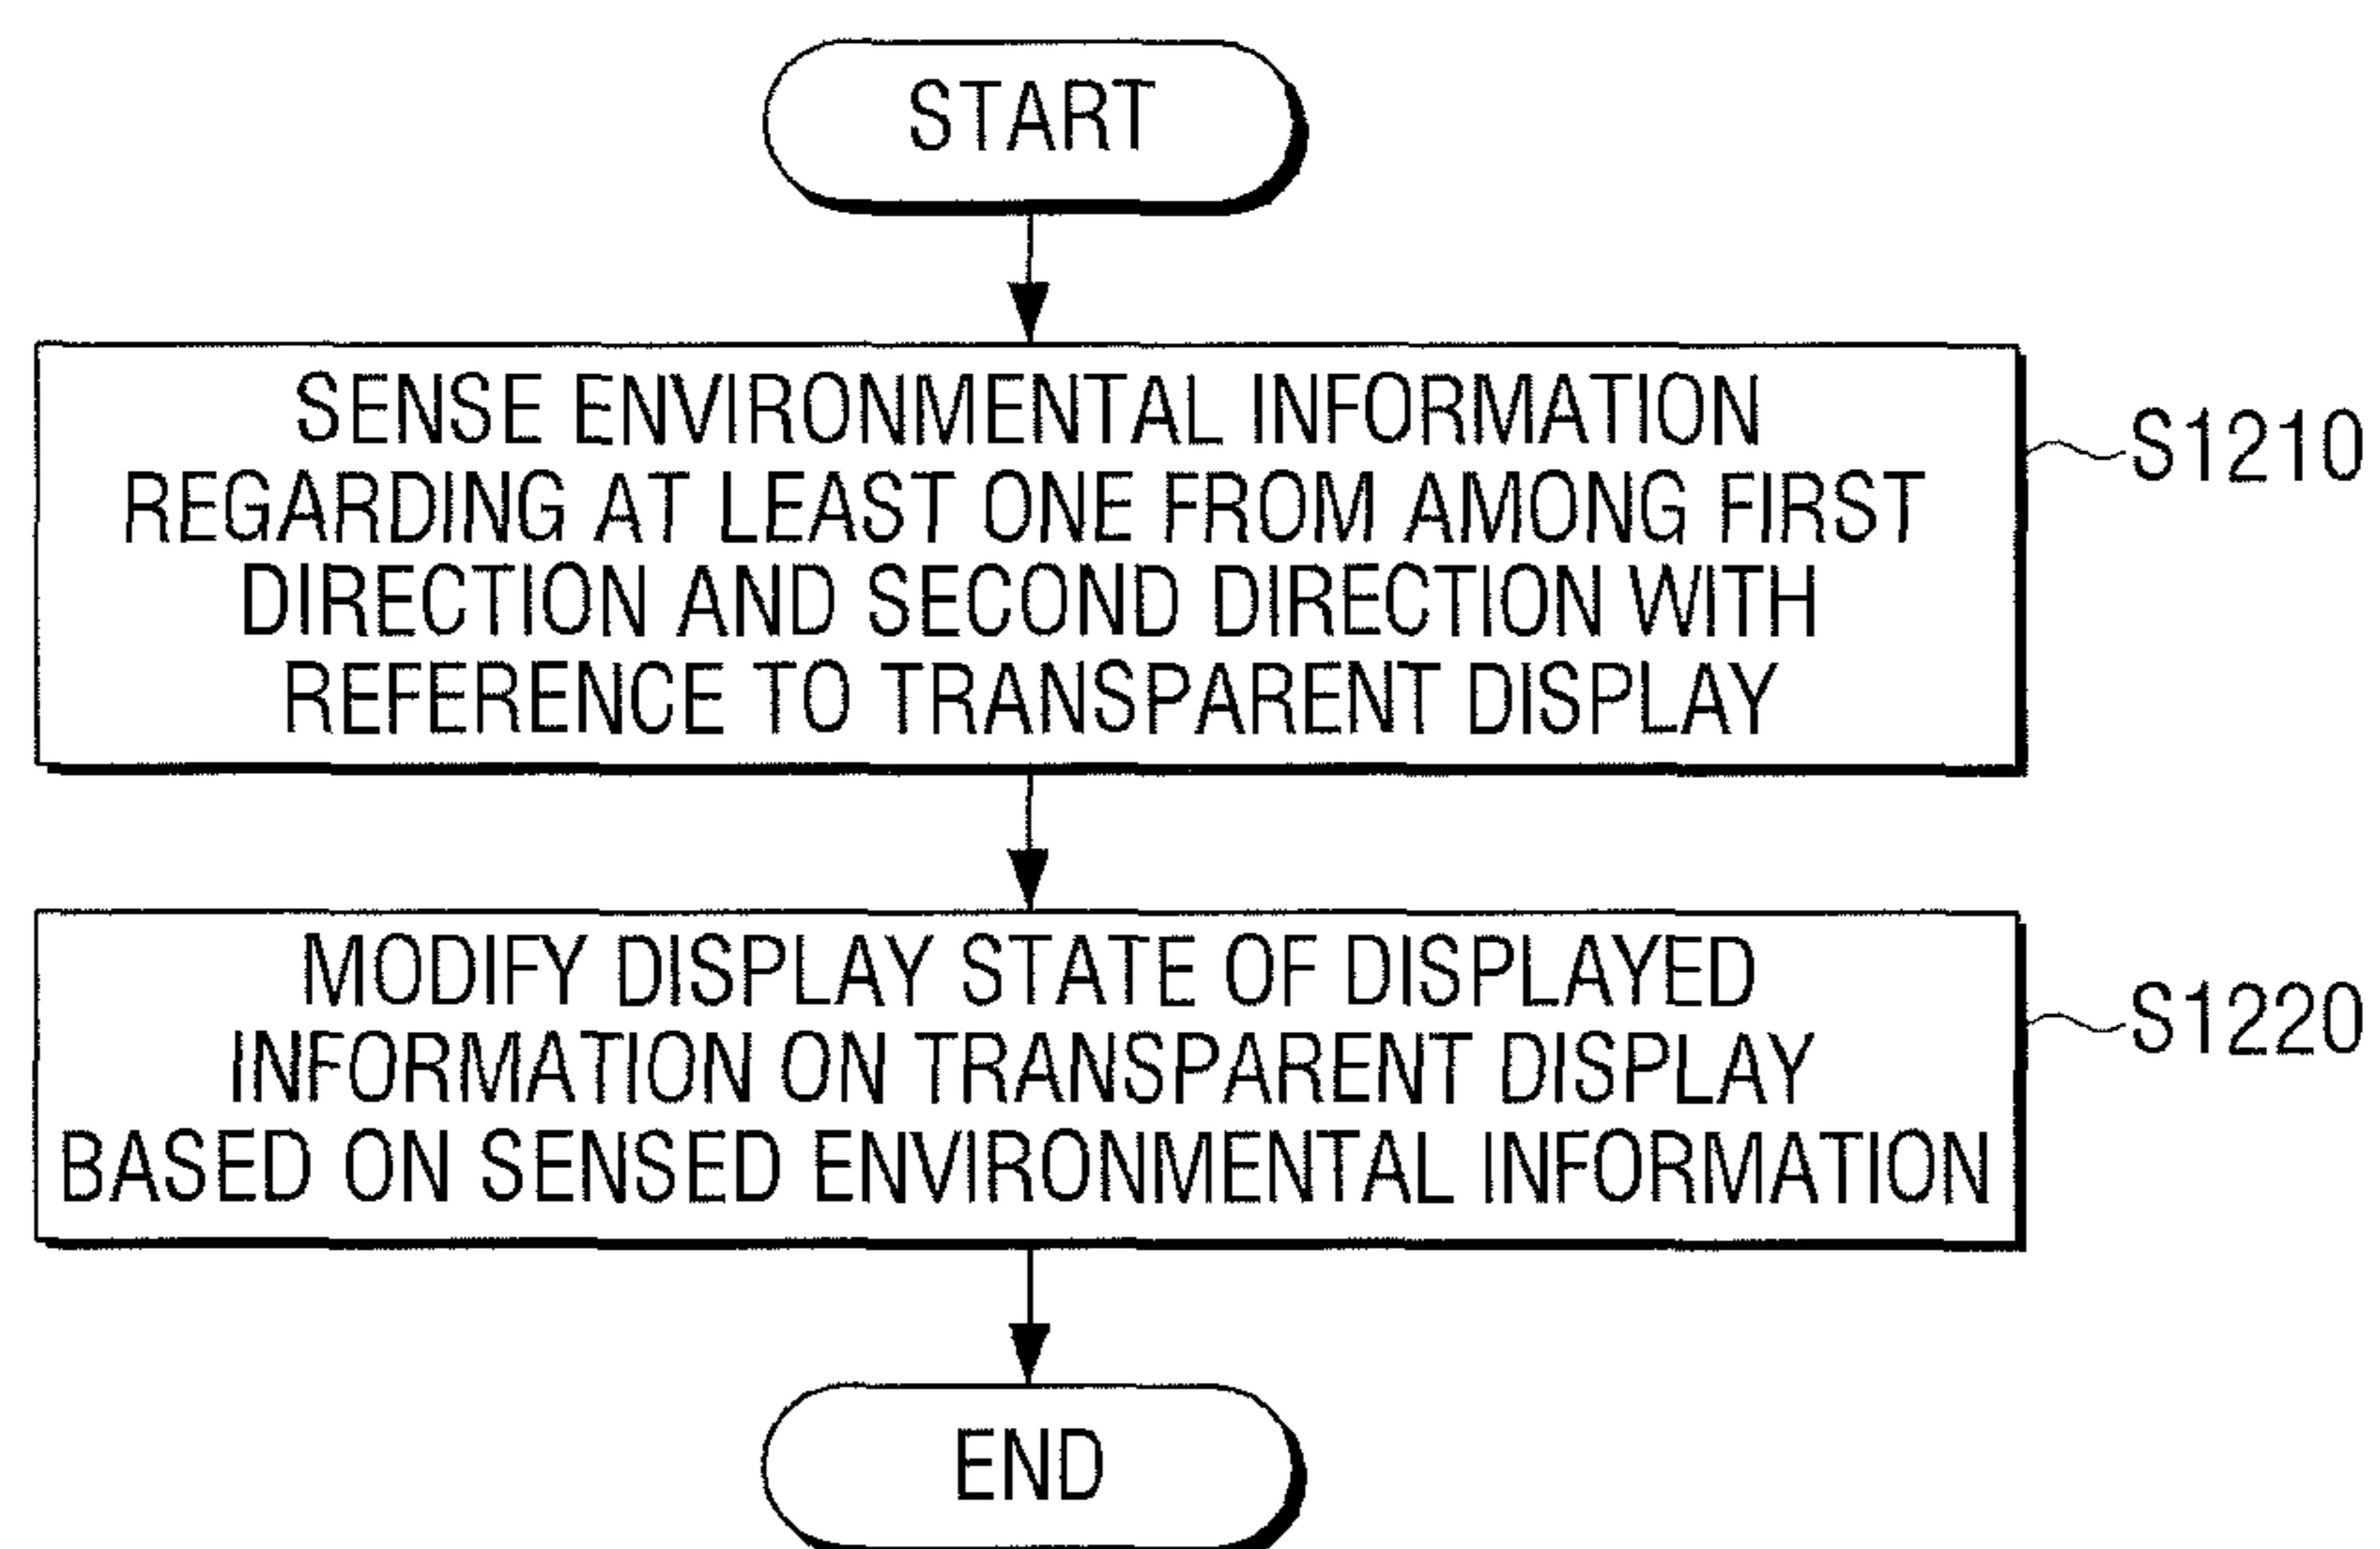 START
SENSE ENVIRONMENTAL INFORMATION
REGARDING AT LEAST ONE FROM AMONG FIRST
DIRECTION AND SECOND DIRECTION WITH
REFERENCE TO TRANSPARENT DISPLAY
S1210
MODIFY DISPLAY STATE OF DISPLAYED
INFORMATION ON TRANSPARENT DISPLAY
BASED ON SENSED ENVIRONMENTAL INFORMATION
S1220
END